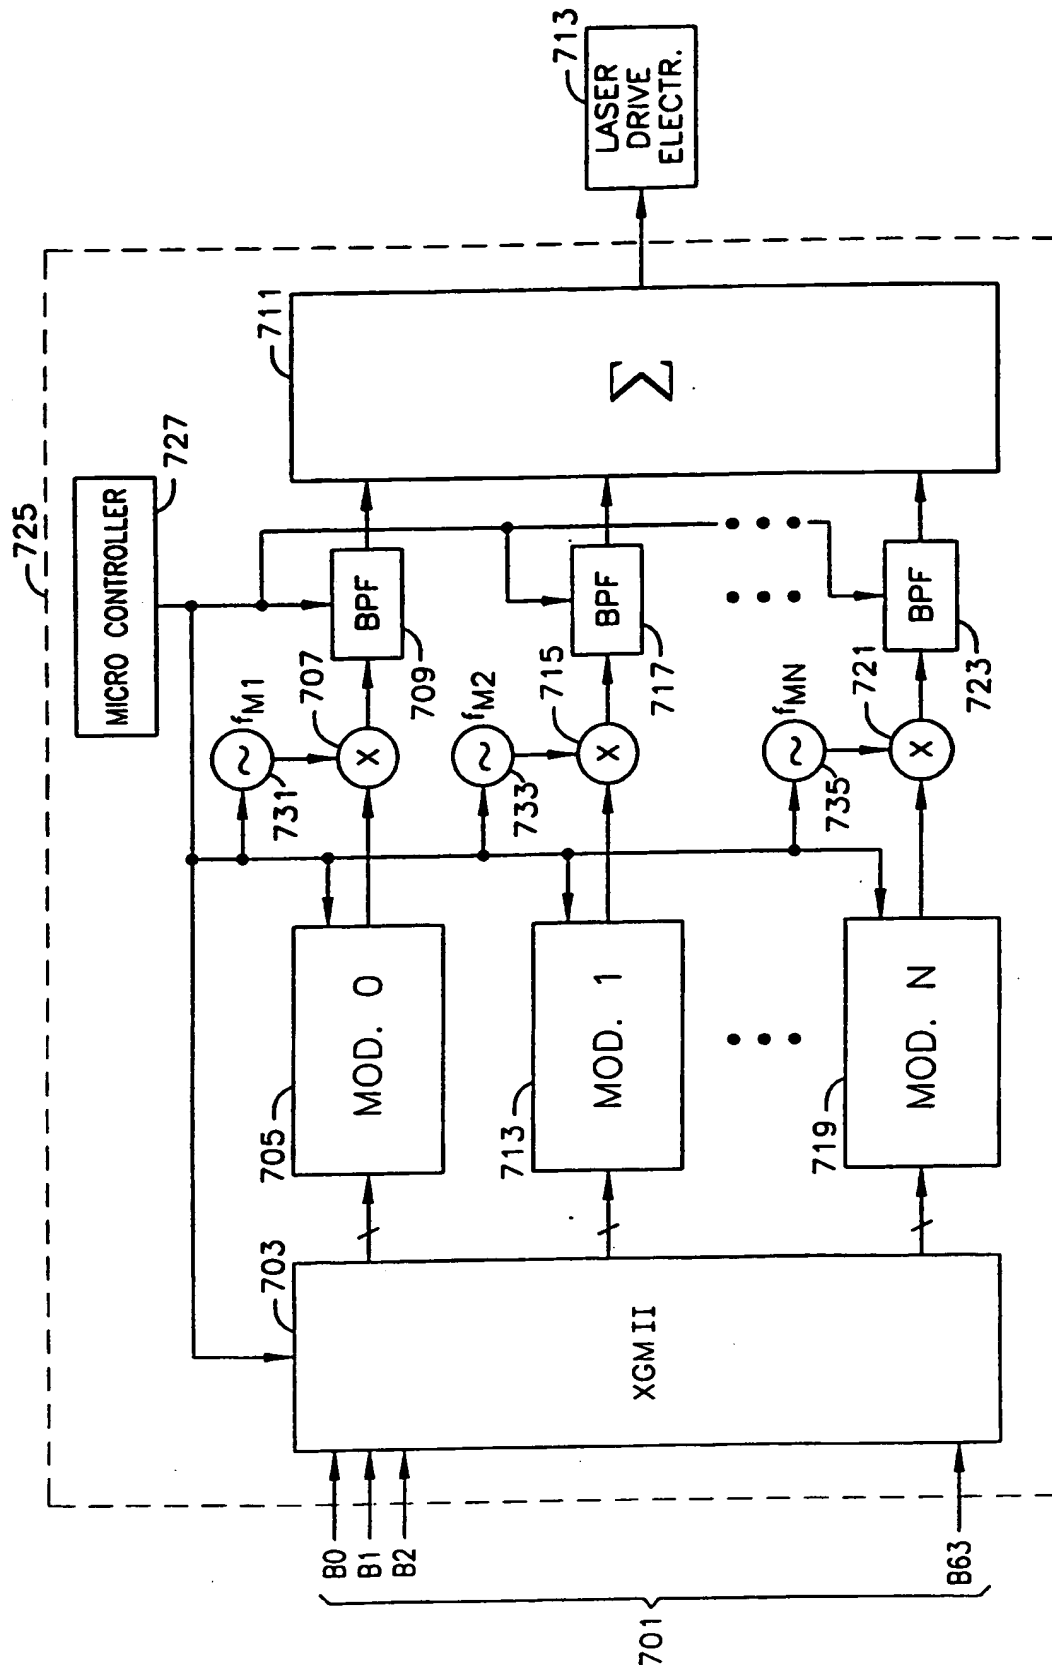 725
MICRO CONTROLLER
727
701
B0
B1
B2
B63
703
XGMII
705
MOD. 0
713
MOD. 1
719
MOD. N
731
~
fM1
707
X
709
BPF
733
~
fM2
715
X
717
BPF
735
~
fMN
721
X
723
BPF
711
Σ
713
LASER
DRIVE
ELECTR.